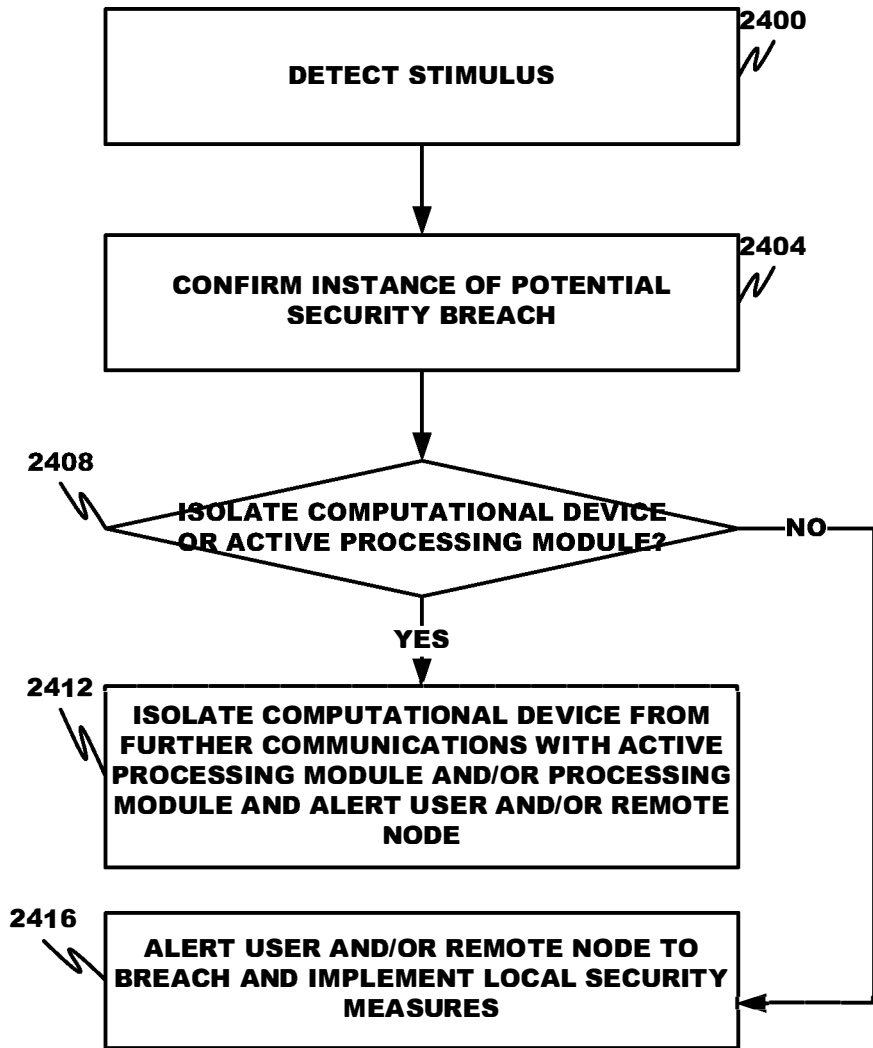 2400
DETECT STIMULUS
2404
CONFIRM INSTANCE OF POTENTIAL
SECURITY BREACH
2408
ISOLATE COMPUTATIONAL DEVICE
OR ACTIVE PROCESSING MODULE?
NO
YES
2412
ISOLATE COMPUTATIONAL DEVICE FROM
FURTHER COMMUNICATIONS WITH ACTIVE
PROCESSING MODULE AND/OR PROCESSING
MODULE AND ALERT USER AND/OR REMOTE
NODE
2416
ALERT USER AND/OR REMOTE NODE TO
BREACH AND IMPLEMENT LOCAL SECURITY
MEASURES